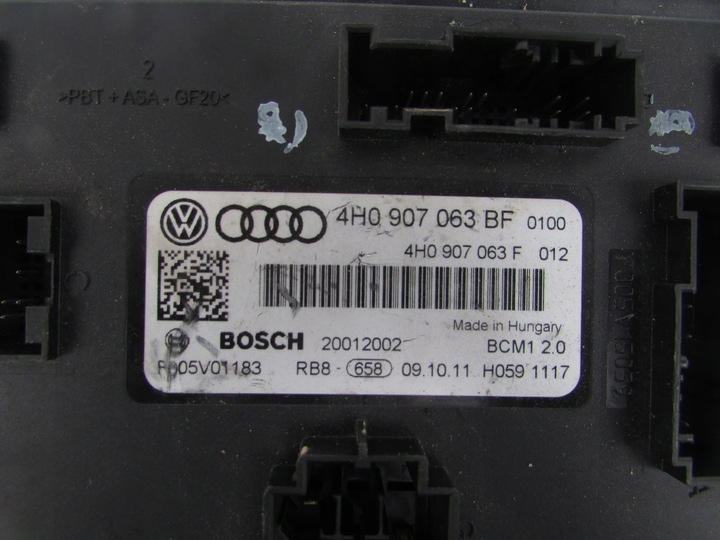 2
>PBT + ASA - GF20<
4H0 907 063 BF 0100
4H0 907 063 F 012
Made in Hungary
BOSCH 20012002 BCM1 2.0
RB8 - 658 09.10.11 H059 1117